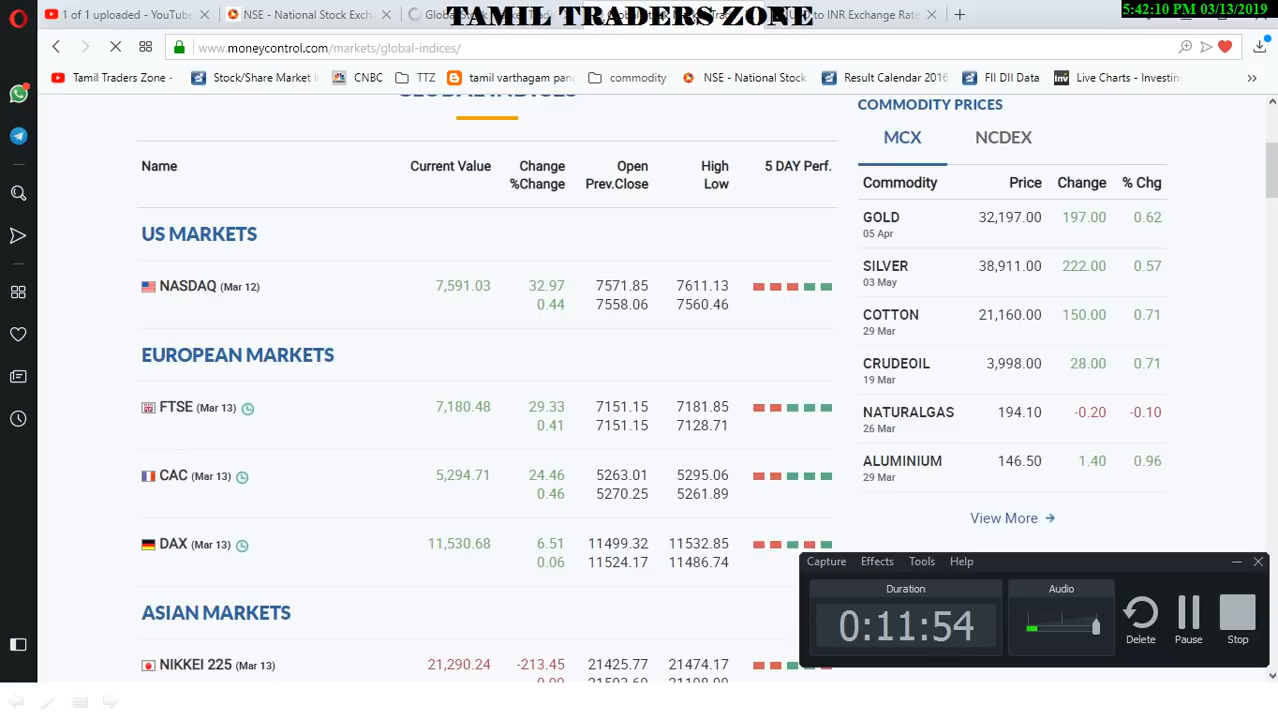 1 of 1 uploaded - YouTube
NSE - National Stock Exch
TAMIL TRADERS ZONE
to INR Exchange Rate
5:42:10 PM 03/13/2019
www.moneycontrol.com/markets/global-indices/
Tamil Traders Zone -
Stock/Share Market
CNBC
TTZ
tamil varthagam pan
commodity
NSE - National Stock
Result Calendar 2016
FII DII Data
Live Charts - Investin
GLOBAL INDICES
Name
Current Value
Change
%Change
Open
Prev.Close
High
Low
5 DAY Perf.
US MARKETS
NASDAQ (Mar 12)
7,591.03
32.97
0.44
7571.85
7558.06
7611.13
7560.46
EUROPEAN MARKETS
FTSE (Mar 13)
7,180.48
29.33
0.41
7151.15
7151.15
7181.85
7128.71
CAC (Mar 13)
5,294.71
24.46
0.46
5263.01
5270.25
5295.06
5261.89
DAX (Mar 13)
11,530.68
6.51
0.06
11499.32
11524.17
11532.85
11486.74
ASIAN MARKETS
NIKKEI 225 (Mar 13)
21,290.24
-213.45
21425.77
21474.17
COMMODITY PRICES
MCX
NCDEX
Commodity
Price
Change
% Chg
GOLD
05 Apr
32,197.00
197.00
0.62
SILVER
03 May
38,911.00
222.00
0.57
COTTON
29 Mar
21,160.00
150.00
0.71
CRUDEOIL
19 Mar
3,998.00
28.00
0.71
NATURALGAS
26 Mar
194.10
-0.20
-0.10
ALUMINIUM
29 Mar
146.50
1.40
0.96
View More
Capture
Effects
Tools
Help
Duration
0:11:54
Audio
Delete
Pause
Stop